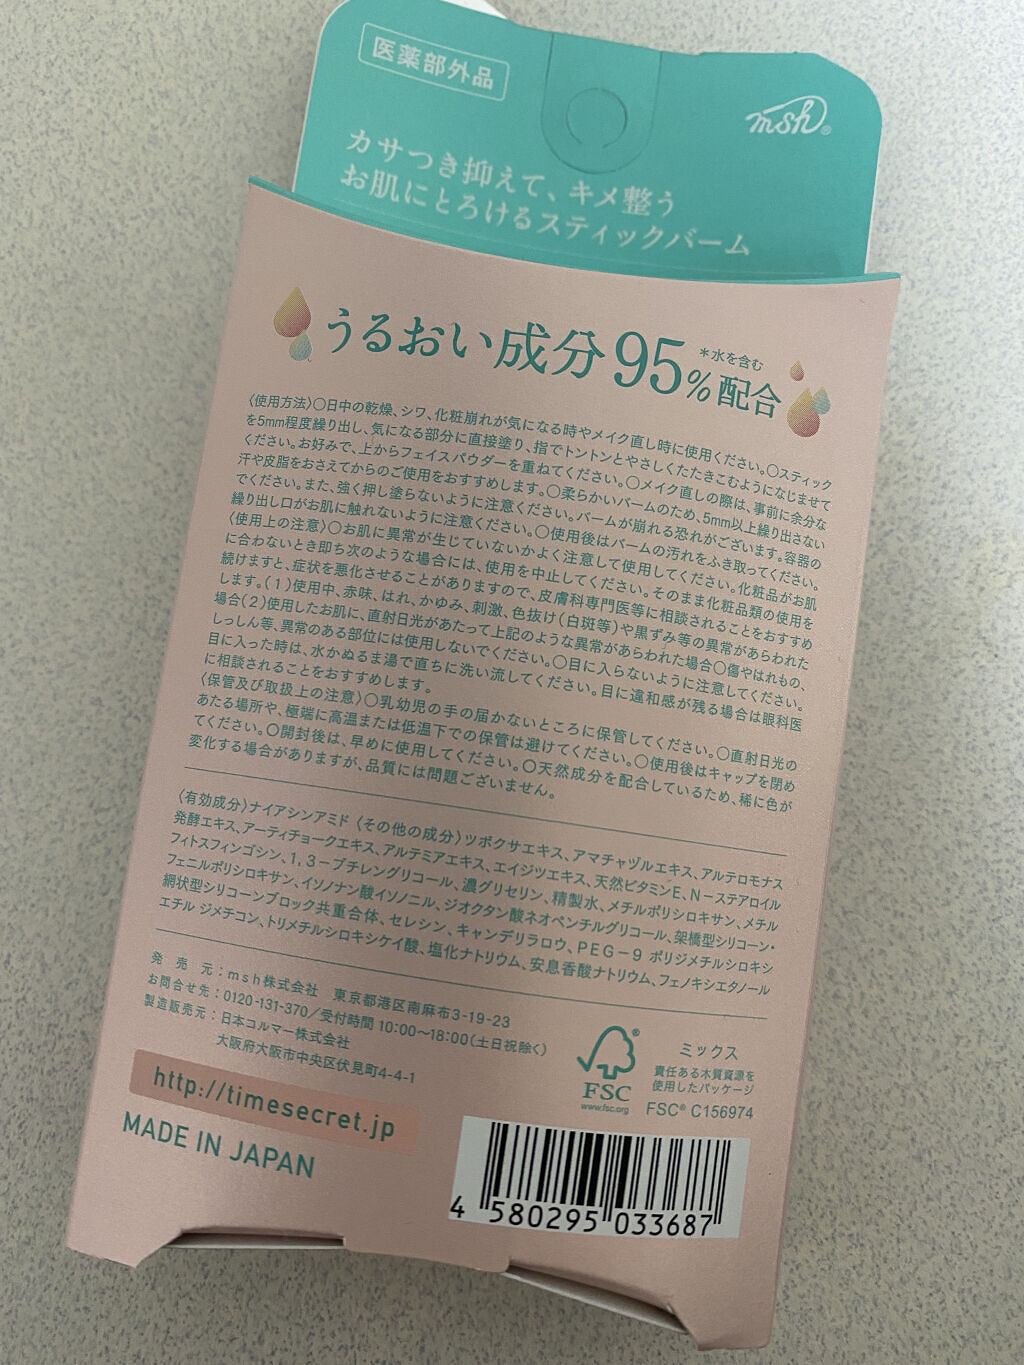 医薬部外品
msh®
カサつき抑えて、キメ整う
お肌にとろけるスティックバーム
うるおい成分95%配合
*水を含む
〈使用方法〉〇日中の乾燥、シワ、化粧崩れが気になる時やメイク直し時に使用ください。〇スティック
を5mm程度繰り出し、気になる部分に直接塗り、指でトントンとやさしくたたきこむようになじませて
ください。お好みで、上からフェイスパウダーを重ねてください。〇メイク直しの際は、事前に余分な
汗や皮脂をおさえてからのご使用をおすすめします。〇柔らかいバームのため、5mm以上繰り出さない
でください。また、強く押し塗らないように注意ください。バームが崩れる恐れがございます。容器の
繰り出し口がお肌に触れないように注意ください。〇使用後はバームの汚れをふき取ってください。
〈使用上の注意〉〇お肌に異常が生じていないかよく注意して使用してください。化粧品がお肌
に合わないとき即ち次のような場合には、使用を中止してください。そのまま化粧品類の使用を
続けますと、症状を悪化させることがありますので、皮膚科専門医等に相談されることをおすすめ
します。(1)使用中、赤味、はれ、かゆみ、刺激、色抜け(白斑等)や黒ずみ等の異常があらわれた
場合(2)使用したお肌に、直射日光があたって上記のような異常があらわれた場合〇傷やはれもの、
しっしん等、異常のある部位には使用しないでください。〇目に入らないように注意してください。
目に入った時は、水かぬるま湯で直ちに洗い流してください。目に違和感が残る場合は眼科医
に相談されることをおすすめします。
〈保管及び取扱上の注意〉〇乳幼児の手の届かないところに保管してください。〇直射日光の
あたる場所や、極端に高温または低温下での保管は避けてください。〇使用後はキャップを閉め
てください。〇開封後は、早めに使用してください。〇天然成分を配合しているため、稀に色が
変化する場合がありますが、品質には問題ございません。
〈有効成分〉ナイアシンアミド〈その他の成分〉ツボクサエキス、アマチャヅルエキス、アルテロモナス
発酵エキス、アーティチョークエキス、アルテミアエキス、エイジツエキス、天然ビタミンE、N−ステアロイル
フィトスフィンゴシン、1,3−ブチレングリコール、濃グリセリン、精製水、メチルポリシロキサン、メチル
フェニルポリシロキサン、イソノナン酸イソノニル、ジオクタン酸ネオペンチルグリコール、架橋型シリコーン・
網状型シリコーンブロック共重合体、セレシン、キャンデリラロウ、PEG−9 ポリジメチルシロキシ
エチル ジメチコン、トリメチルシロキシケイ酸、塩化ナトリウム、安息香酸ナトリウム、フェノキシエタノール
発売元:msh株式会社 東京都港区南麻布3-19-23
お問合せ先:0120-131-370/受付時間 10:00〜18:00(土日祝除く)
製造販売元:日本コルマー株式会社
大阪府大阪市中央区伏見町4-4-1
http://timesecret.jp
MADE IN JAPAN
FSC
www.fsc.org
ミックス
責任ある木質資源を
使用したパッケージ
FSC® C156974
4 580295 033687